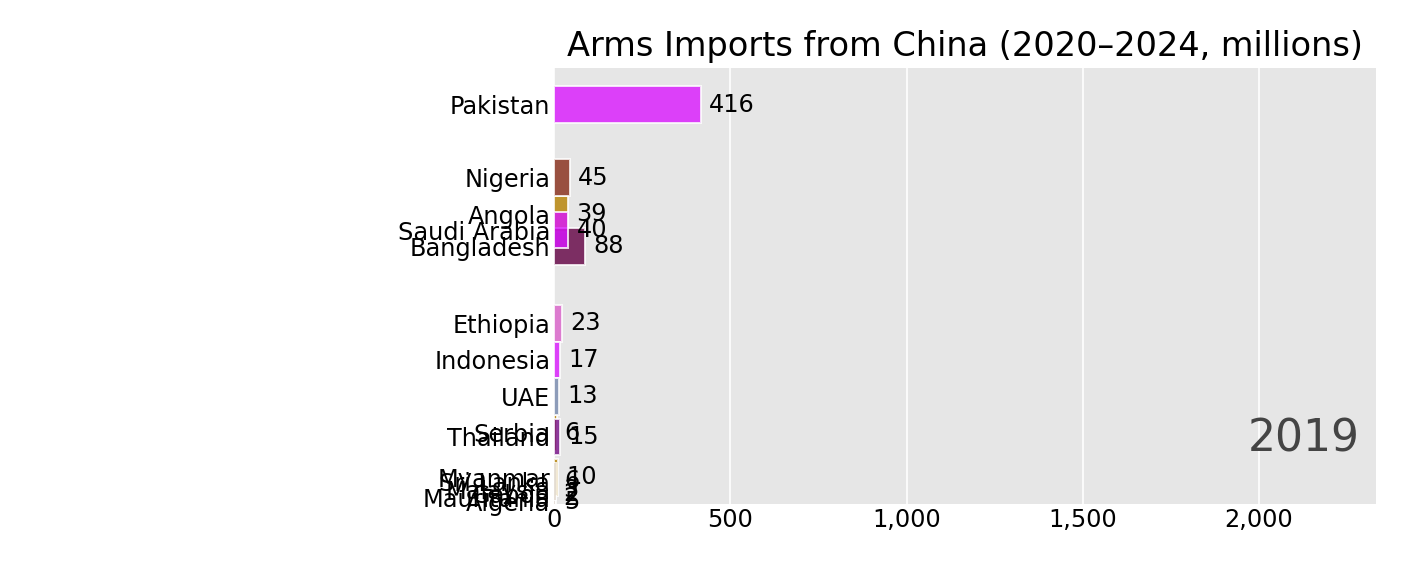 Arms Imports from China (2020–2024, millions)
Pakistan 416
Nigeria 45
Angola 39
Saudi Arabia 40
Bangladesh 88
Ethiopia 23
Indonesia 17
UAE 13
Serbia 6
Thailand 15
2019
Myanmar 10
Sri Lanka
Algeria
0 500 1,000 1,500 2,000